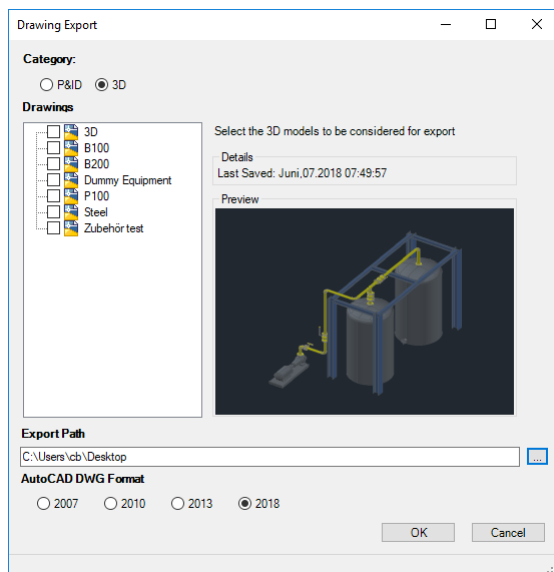 Drawing Export
Category:
P&ID 3D
Drawings
3D
B100
B200
Dummy Equipment
P100
Steel
Zubehör test
Select the 3D models to be considered for export
Details
Last Saved: Juni,07.2018 07:49:57
Preview
Export Path
C:\Users\cb\Desktop
...
AutoCAD DWG Format
2007 2010 2013 2018
OK Cancel